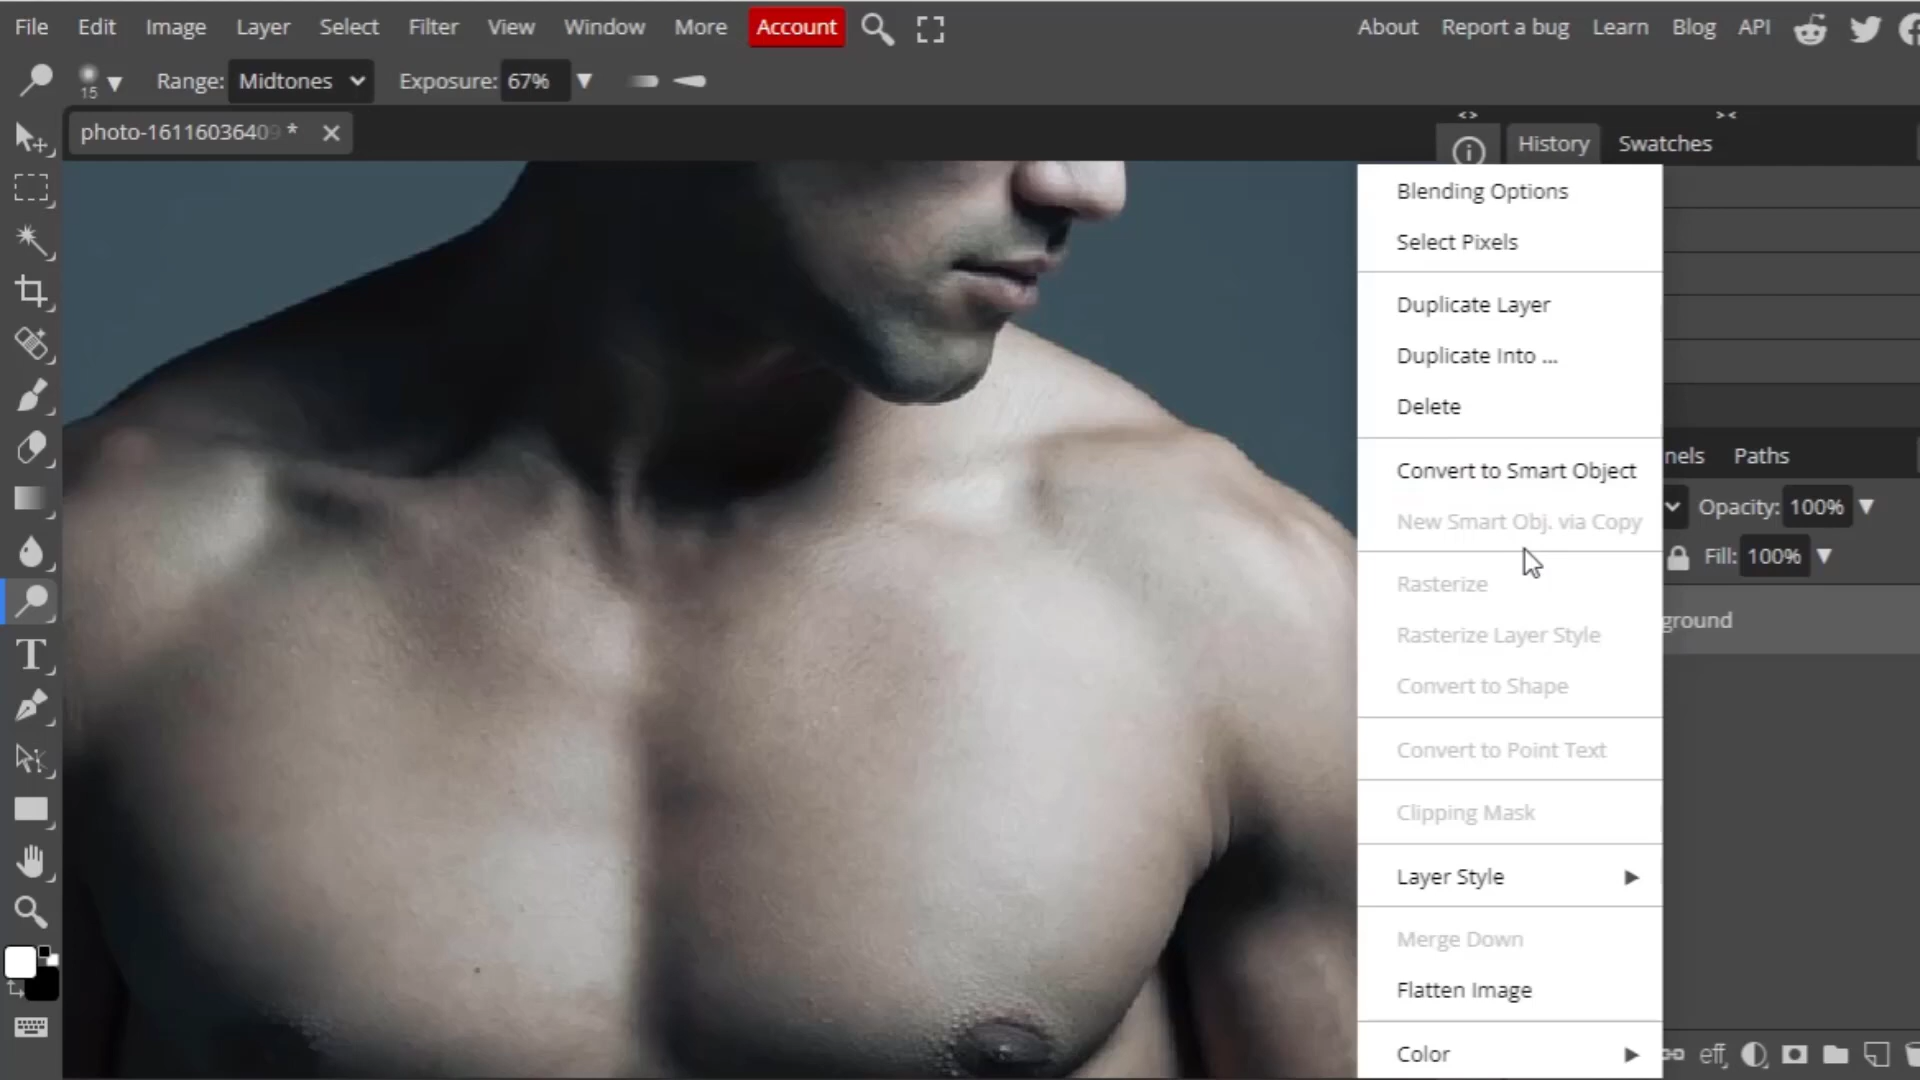 File Edit Image Layer Select Filter View Window More Account About Report a bug Learn Blog API
15 Range: Midtones Exposure: 67%
photo-16116036409 *
History Swatches
Blending Options
Select Pixels
Duplicate Layer
Duplicate Into ...
Delete
Convert to Smart Object
New Smart Obj. via Copy
Rasterize
Rasterize Layer Style
Convert to Shape
Convert to Point Text
Clipping Mask
Layer Style
Merge Down
Flatten Image
Color
nels Paths
Opacity: 100%
Fill: 100%
ground
eff